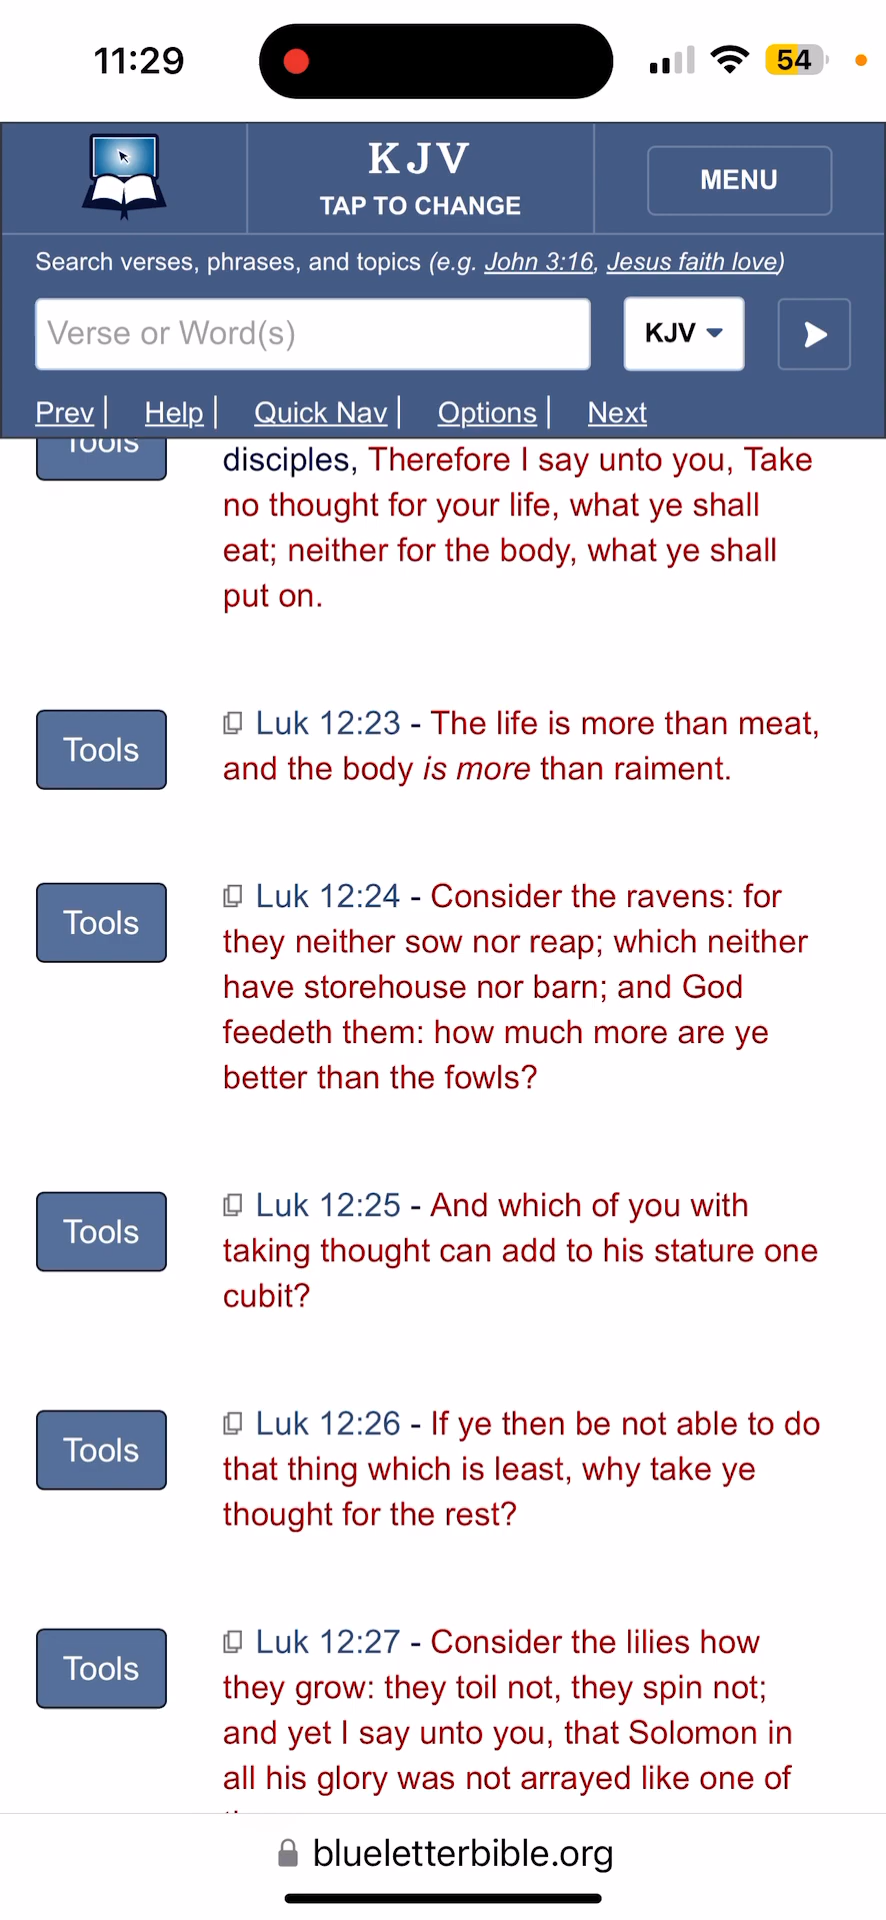 11:29
54
KJV
TAP TO CHANGE
MENU
Search verses, phrases, and topics (e.g. John 3:16, Jesus faith love)
Verse or Word(s)
KJV
Prev | Help | Quick Nav | Options | Next
Tools
disciples, Therefore I say unto you, Take
no thought for your life, what ye shall
eat; neither for the body, what ye shall
put on.
Tools
Luk 12:23 - The life is more than meat,
and the body is more than raiment.
Tools
Luk 12:24 - Consider the ravens: for
they neither sow nor reap; which neither
have storehouse nor barn; and God
feedeth them: how much more are ye
better than the fowls?
Tools
Luk 12:25 - And which of you with
taking thought can add to his stature one
cubit?
Tools
Luk 12:26 - If ye then be not able to do
that thing which is least, why take ye
thought for the rest?
Tools
Luk 12:27 - Consider the lilies how
they grow: they toil not, they spin not;
and yet I say unto you, that Solomon in
all his glory was not arrayed like one of
blueletterbible.org